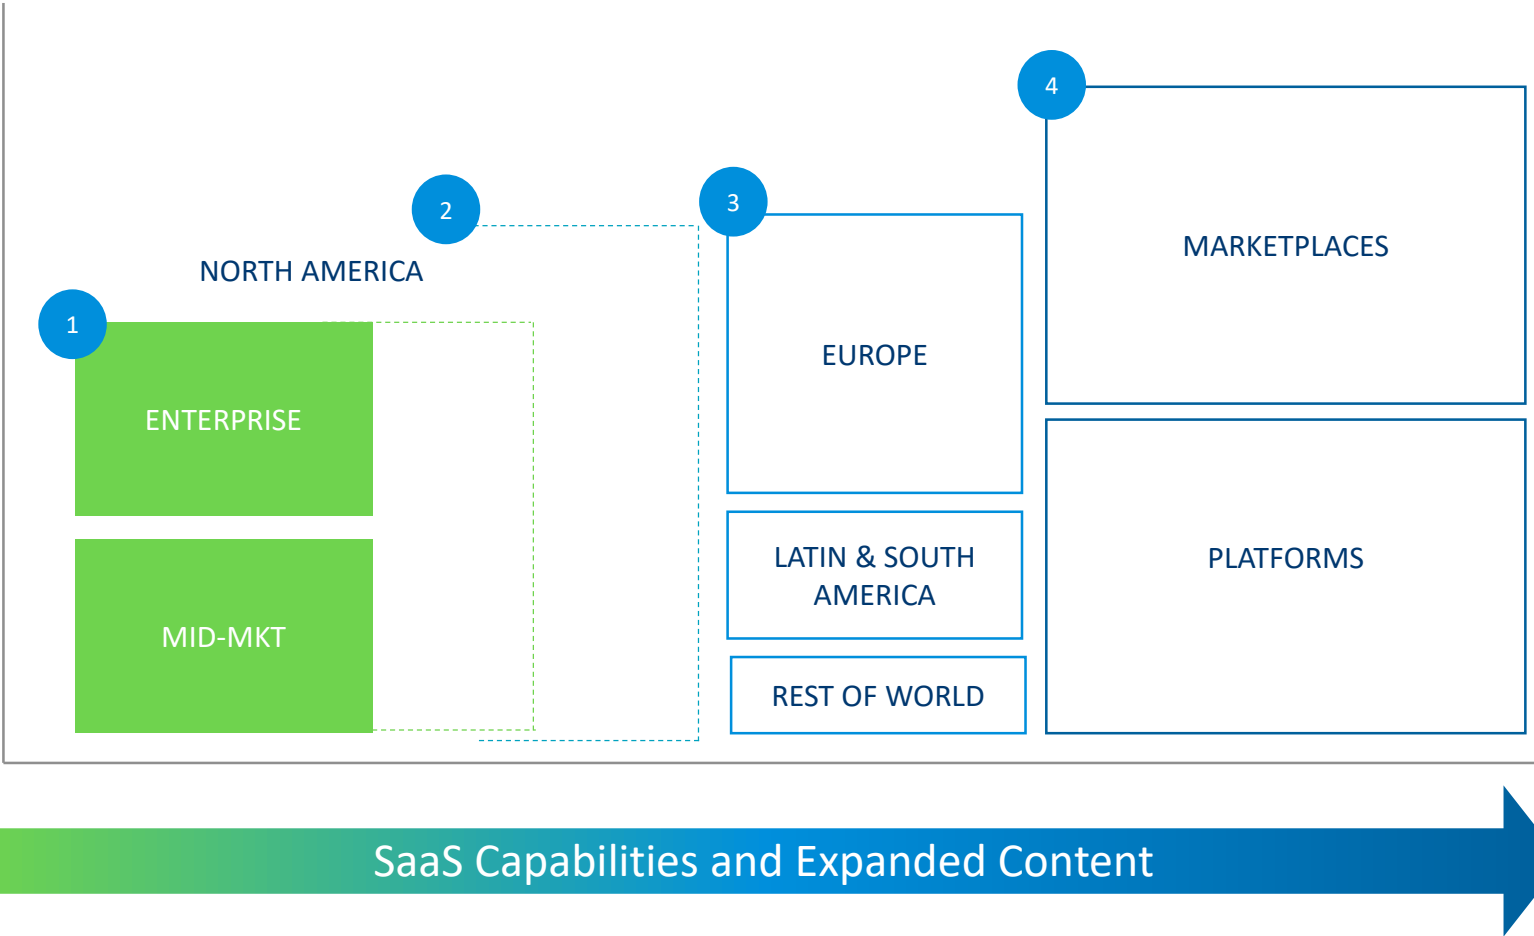 1
NORTH AMERICA
ENTERPRISE
MID-MKT
2
3
EUROPE
LATIN & SOUTH
AMERICA
REST OF WORLD
4
MARKETPLACES
PLATFORMS
SaaS Capabilities and Expanded Content